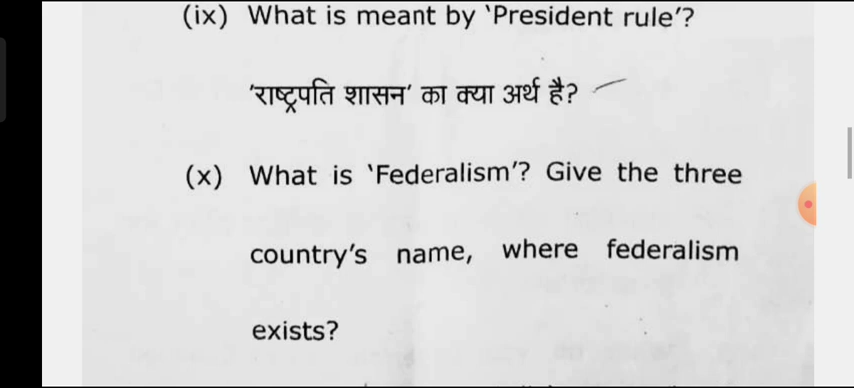 (ix) What is meant by 'President rule'?
'राष्ट्रपति शासन' का क्या अर्थ है?
(x) What is 'Federalism'? Give the three
country's name, where federalism
exists?